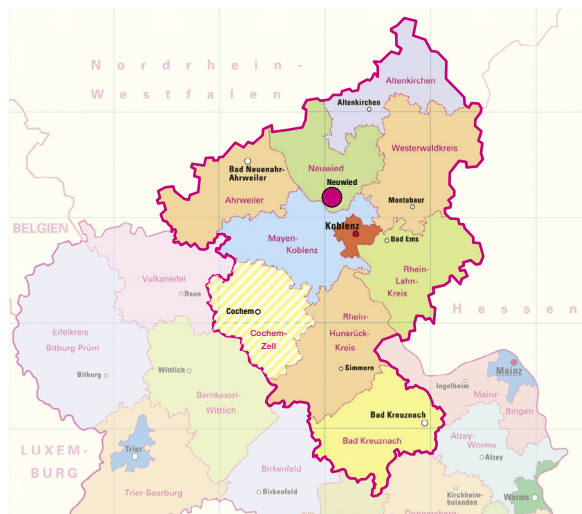 Nordrhein-
Westfalen
Altenkirchen
Altenkirchen
Westerwaldkreis
Neuwied
Neuwied
Bad Neuenahr-
Ahrweiler
Ahrweiler
Montabaur
BELGIEN
Koblenz
Bad Ems
Mayen-
Koblenz
Vulkaneifel
Daun
Rhein-
Lahn-
Kreis
Hessen
Cochem
Cochem-
Zell
Rhein-
Hunsrück-
Kreis
Eifelkreis
Bitburg-Prüm
Bitburg
Wittlich
Bernkastel-
Wittlich
Simmern
Mainz
Ingelheim
Mainz-
Bingen
Bad Kreuznach
Bad Kreuznach
Alzey-
Worms
Alzey
LUXEM-
BURG
Trier
Trier-Saarburg
Birkenfeld
Birkenfeld
Kirchheim-
bolanden
Worms
Donnersberg